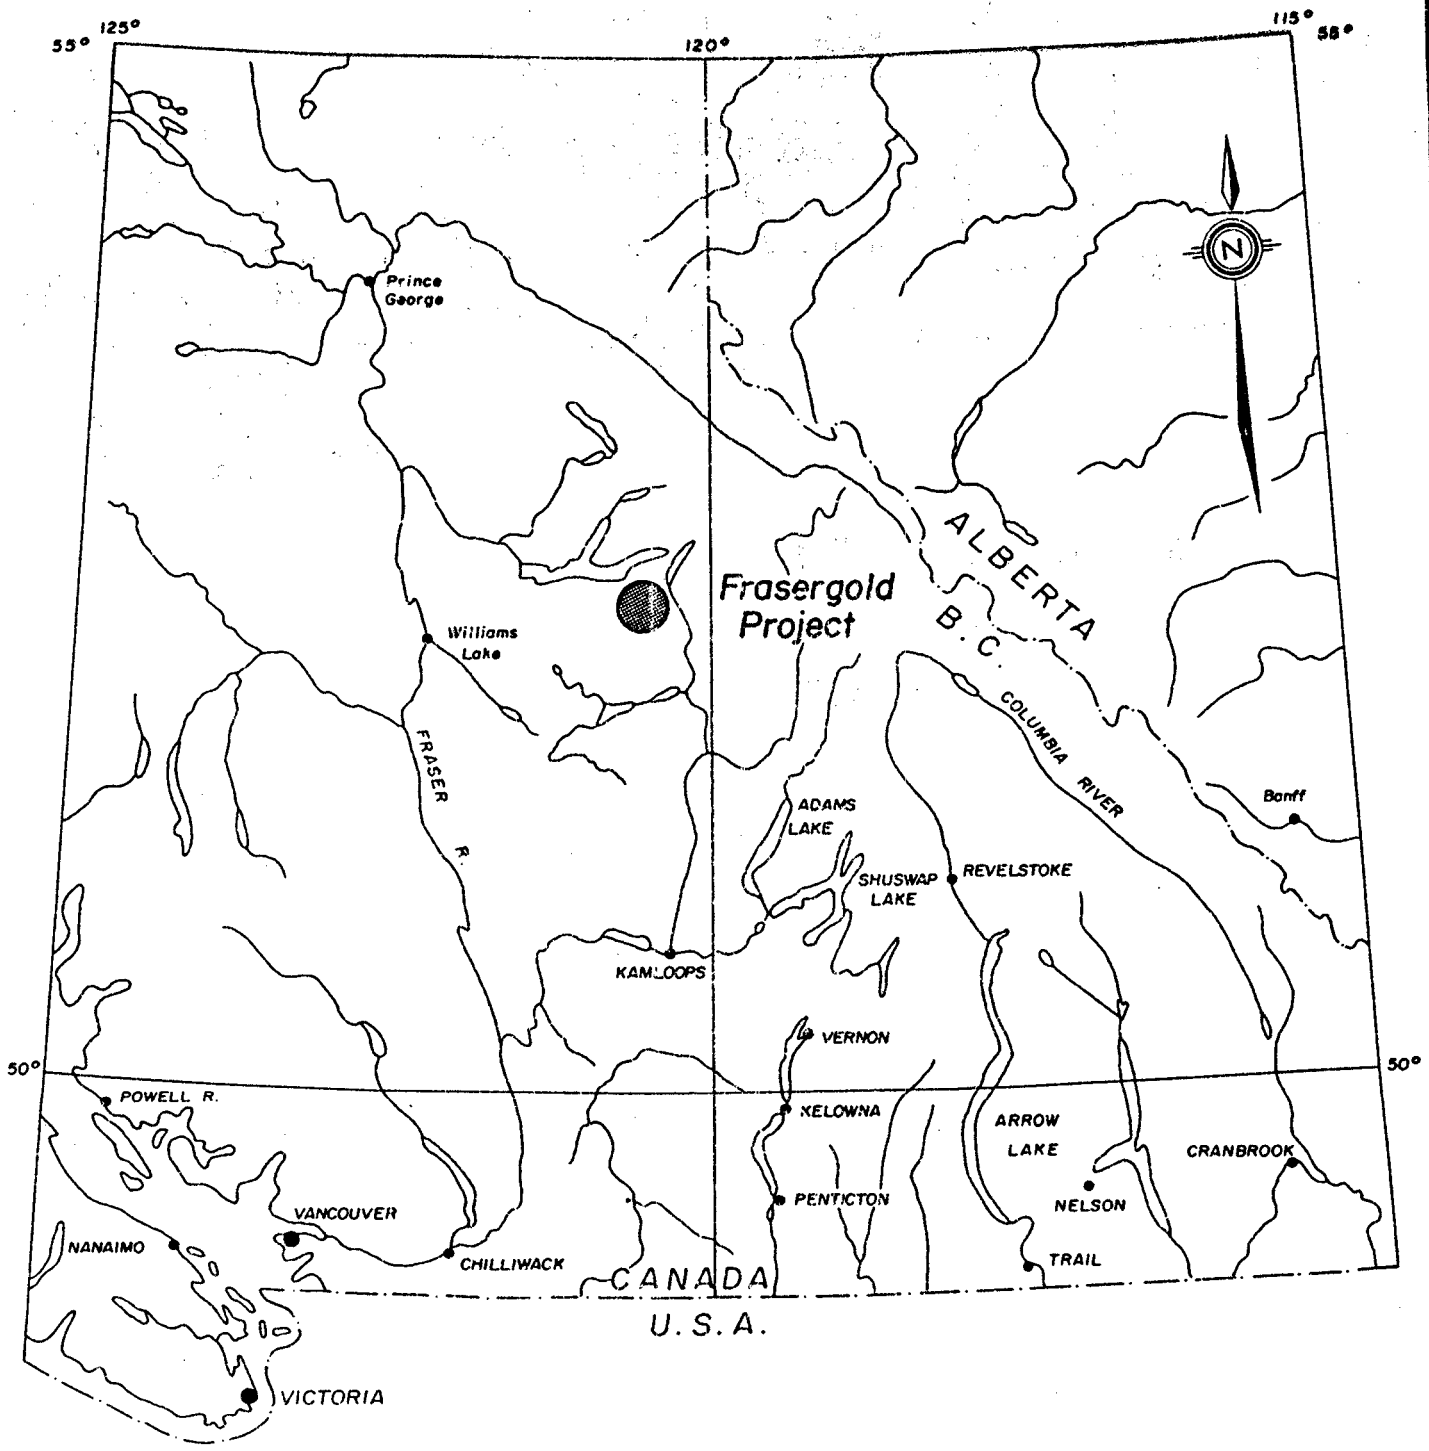 125°
120°
115°
55°
55°
N
Prince
George
ALBERTA
Frasergold
Project
B.C.
Williams
Lake
COLUMBIA RIVER
FRASER R.
Banff
ADAMS
LAKE
REVELSTOKE
SHUSWAP
LAKE
KAMLOOPS
VERNON
50°
50°
POWELL R.
KELOWNA
ARROW
LAKE
CRANBROOK
PENTICTON
NELSON
VANCOUVER
NANAIMO
CHILLIWACK
TRAIL
CANADA
U.S.A.
VICTORIA